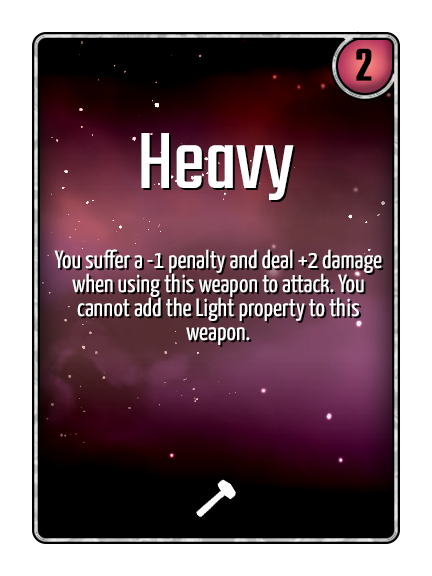 2
Heavy
You suffer a -1 penalty and deal +2 damage
when using this weapon to attack. You
cannot add the Light property to this
weapon.